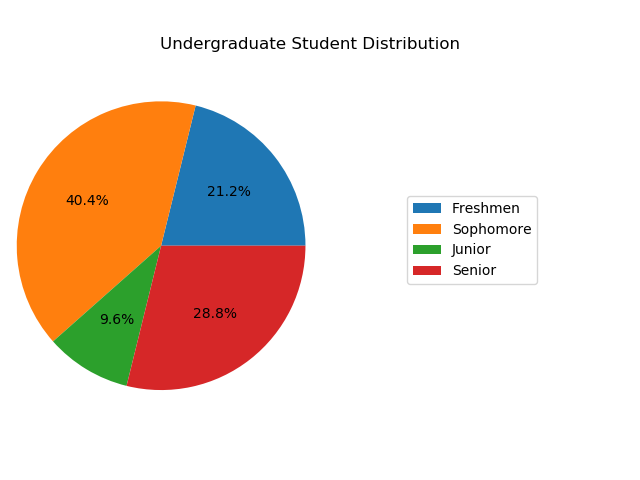 Undergraduate Student Distribution
21.2%
40.4%
9.6%
28.8%
Freshmen
Sophomore
Junior
Senior